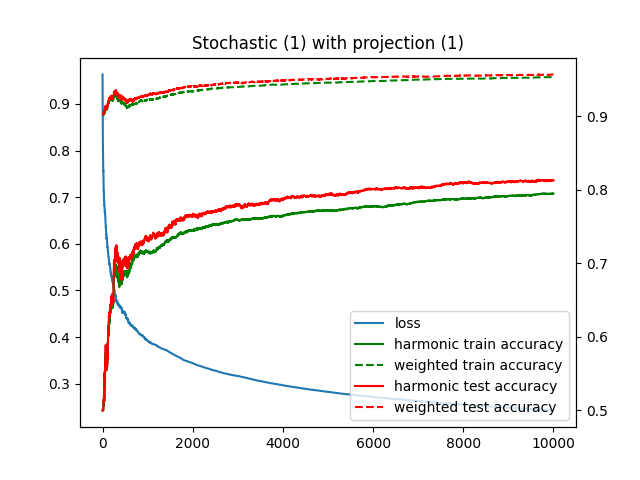 Stochastic (1) with projection (1)
0.9
0.8
0.7
0.6
0.5
0.4
0.3
0.9
0.8
0.7
0.6
0.5
loss
harmonic train accuracy
weighted train accuracy
harmonic test accuracy
weighted test accuracy
0 2000 4000 6000 8000 10000